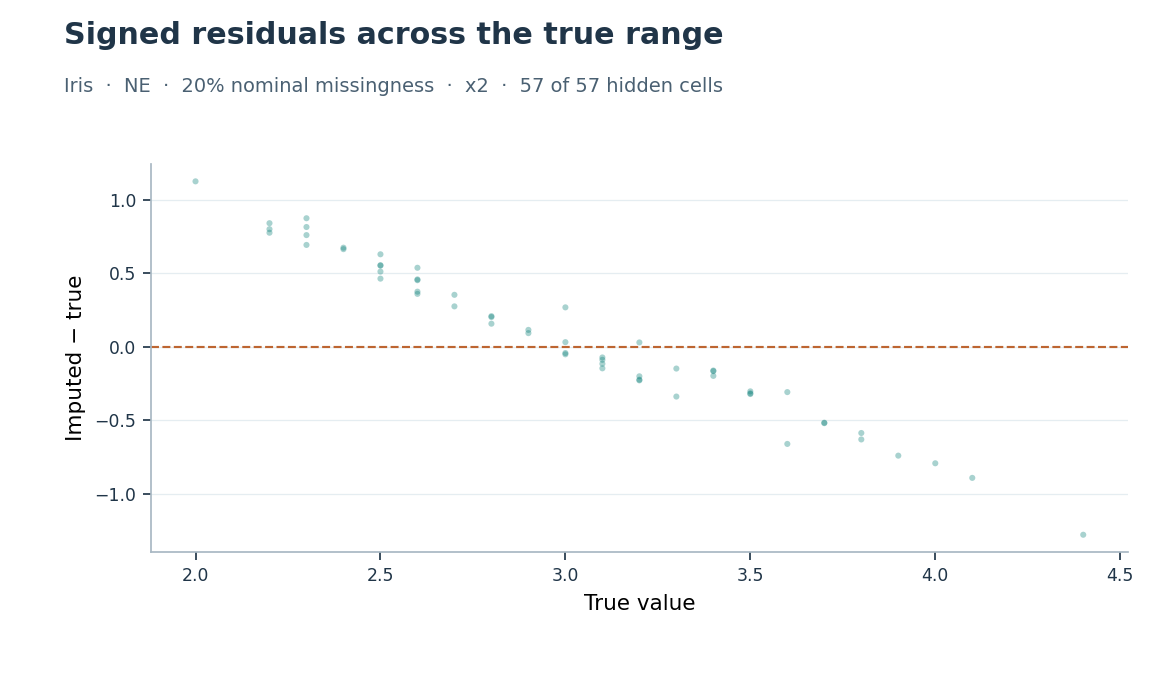 Signed residuals across the true range
Iris · NE · 20% nominal missingness · x2 · 57 of 57 hidden cells
1.0
0.5
0.0
−0.5
−1.0
Imputed − true
2.0 2.5 3.0 3.5 4.0 4.5
True value